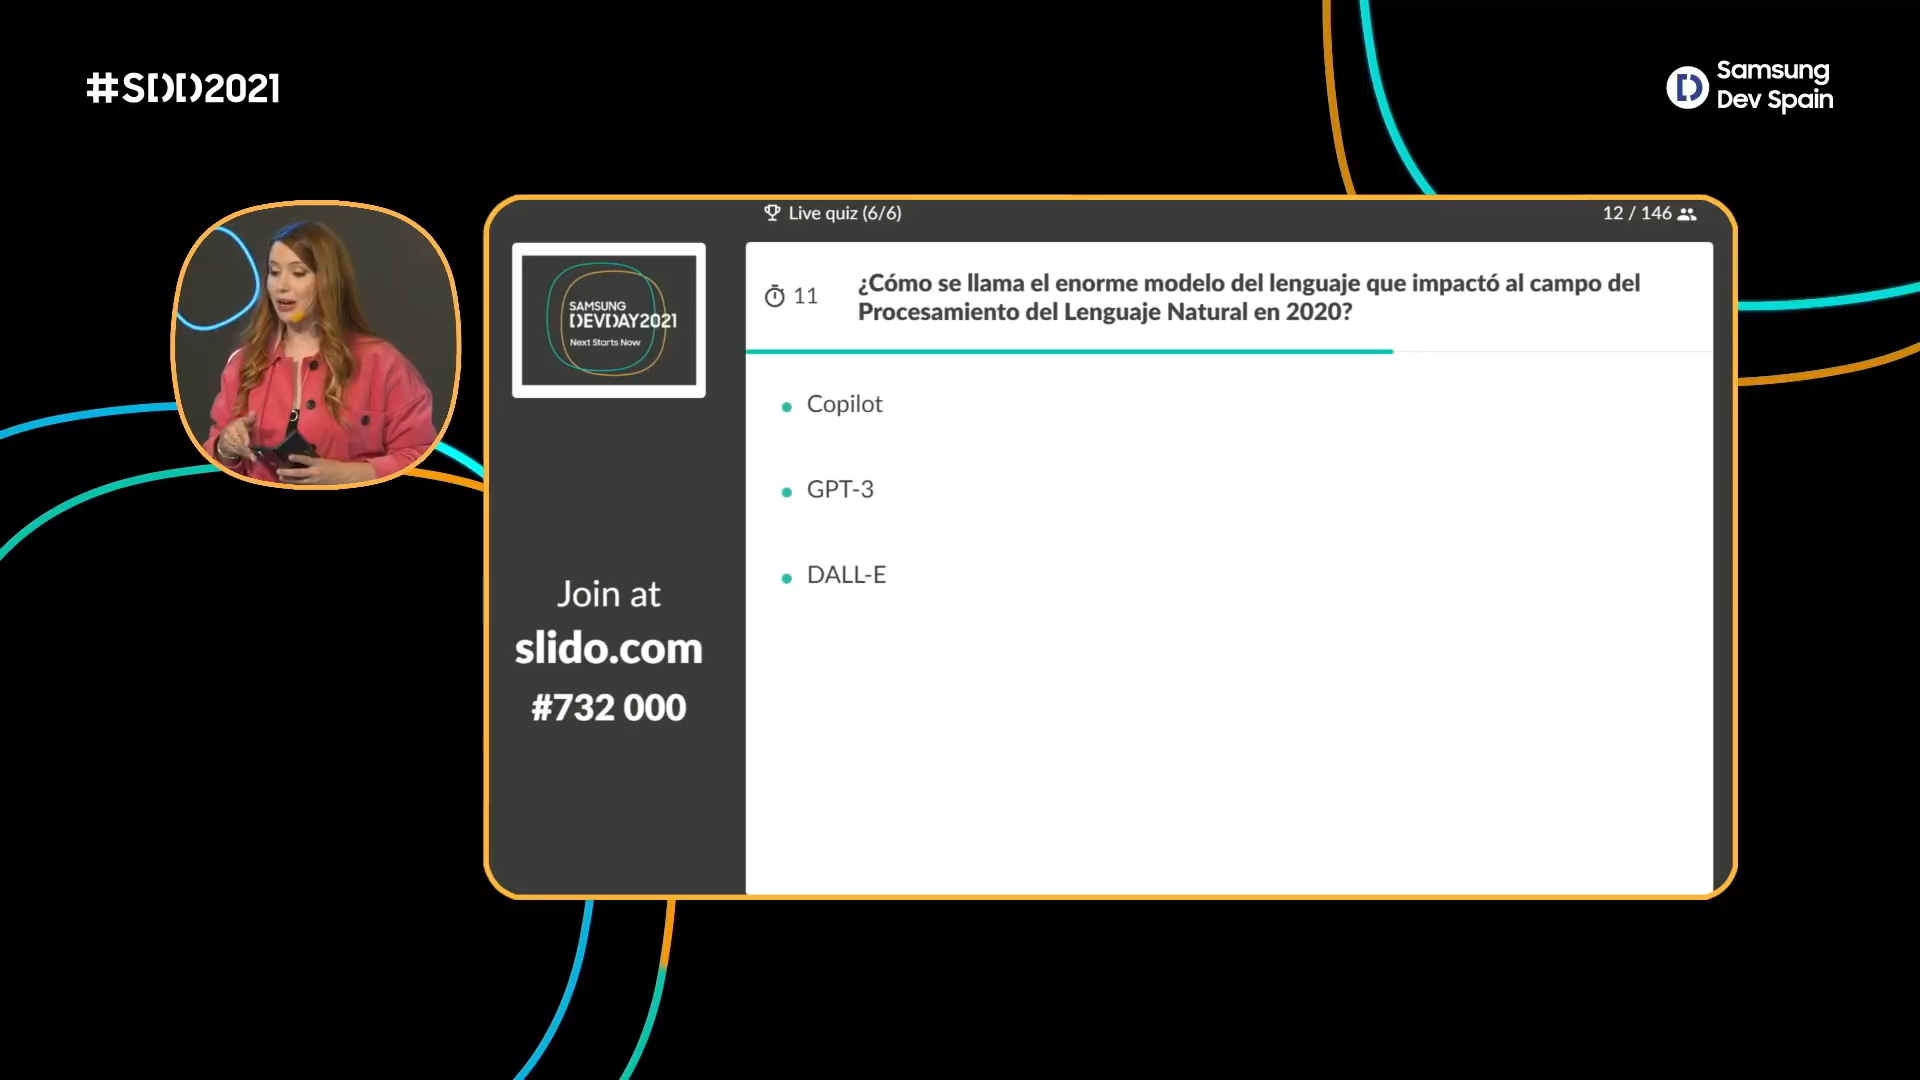 #SDD2021
Samsung
Dev Spain
Live quiz (6/6)
12 / 146
SAMSUNG
DEVDAY2021
Next Starts Now
11
¿Cómo se llama el enorme modelo del lenguaje que impactó al campo del
Procesamiento del Lenguaje Natural en 2020?
Copilot
GPT-3
DALL-E
Join at
slido.com
#732 000